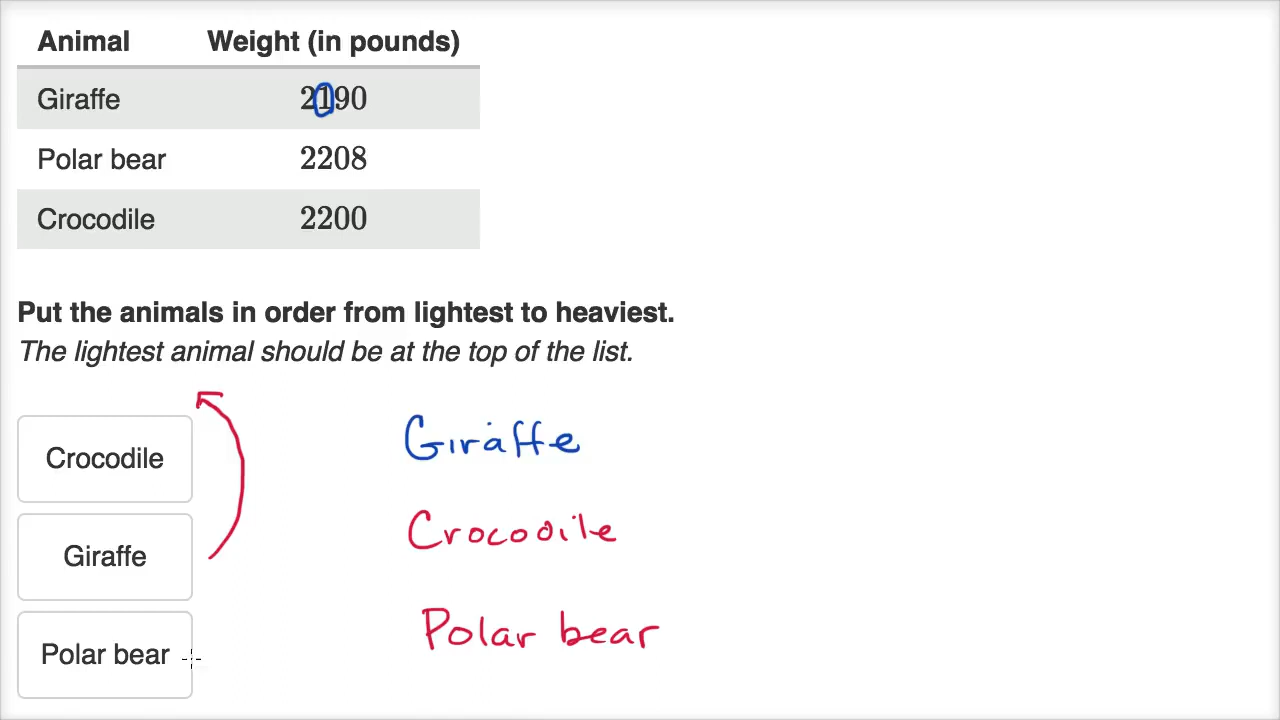 Animal Weight (in pounds)
Giraffe 2190
Polar bear 2208
Crocodile 2200
Put the animals in order from lightest to heaviest.
The lightest animal should be at the top of the list.
Crocodile
Giraffe
Polar bear
Giraffe
Crocodile
Polar bear